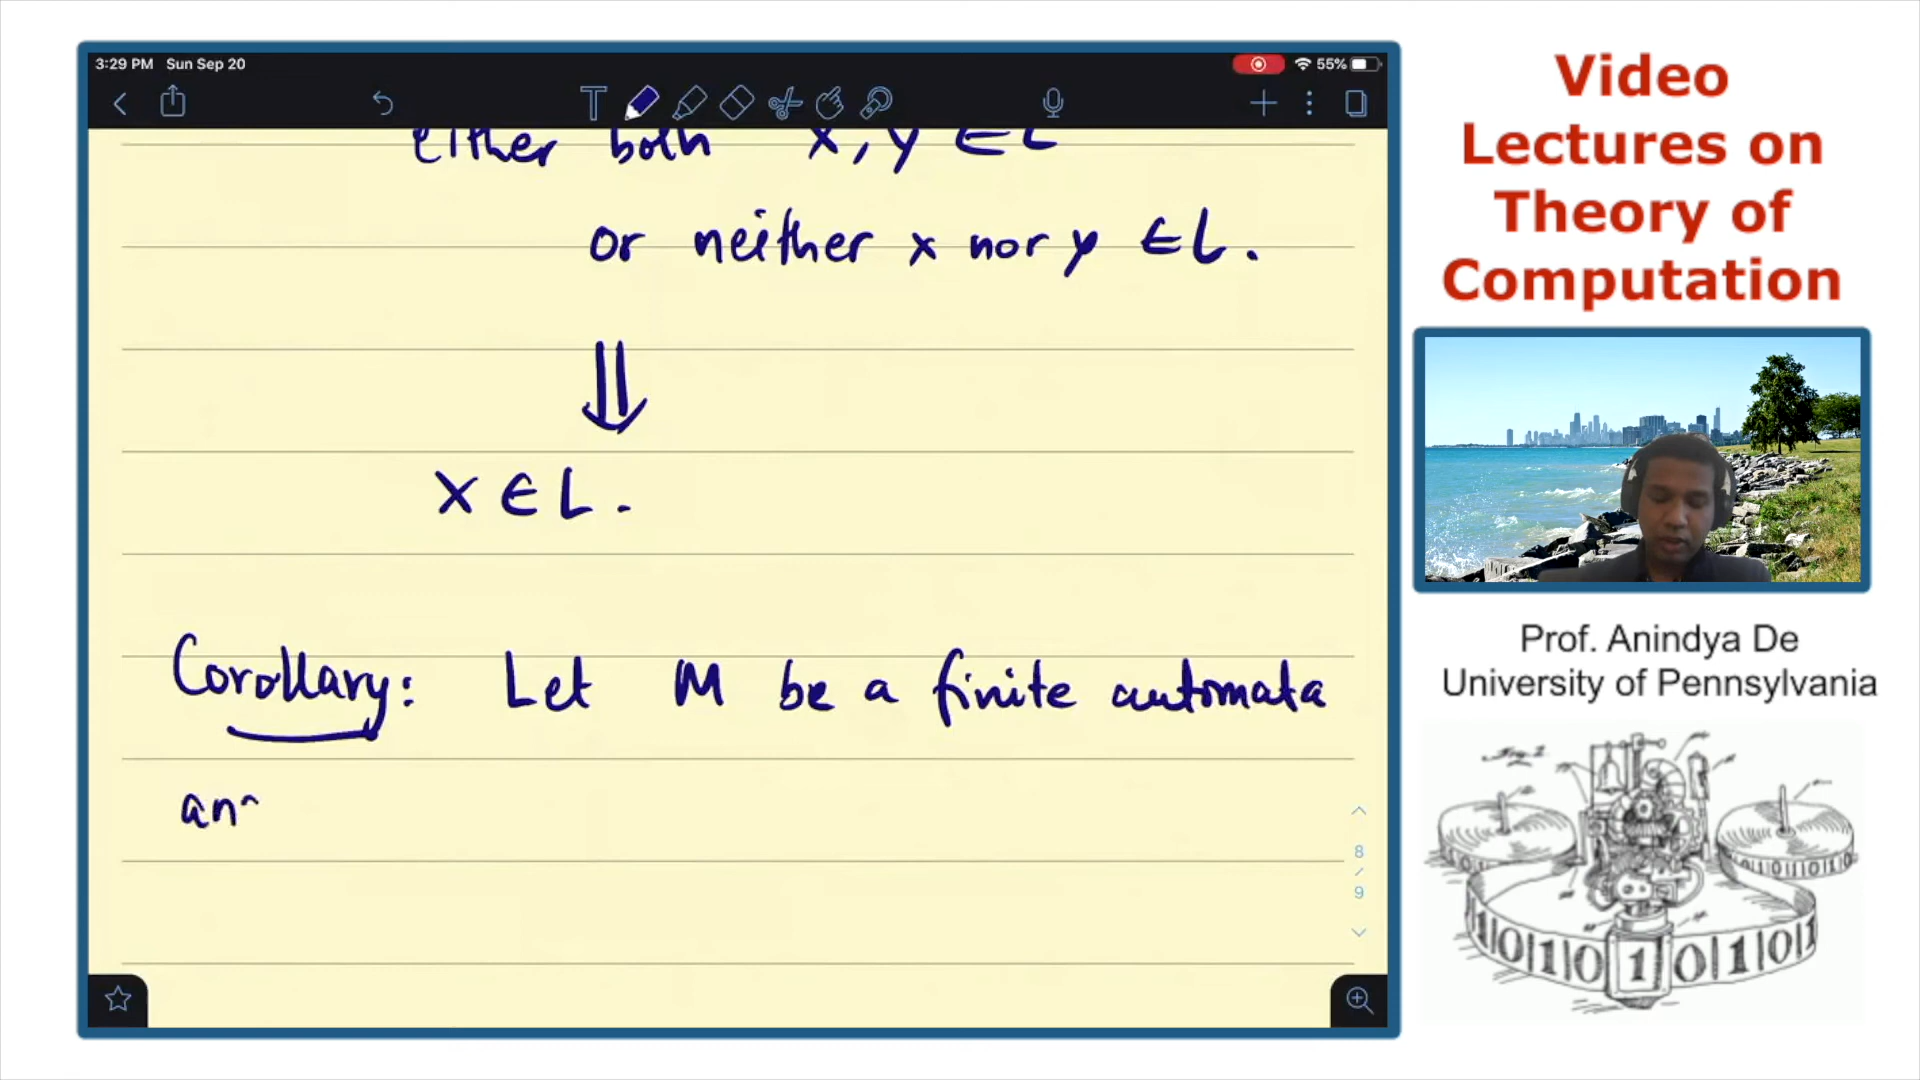 3:29 PM Sun Sep 20
55%
either both x, y ∈ L
or neither x nor y ∈ L.
⇓
x ∈ L.
Corollary: Let M be a finite automata
8
/
9
Video
Lectures on
Theory of
Computation
Prof. Anindya De
University of Pennsylvania